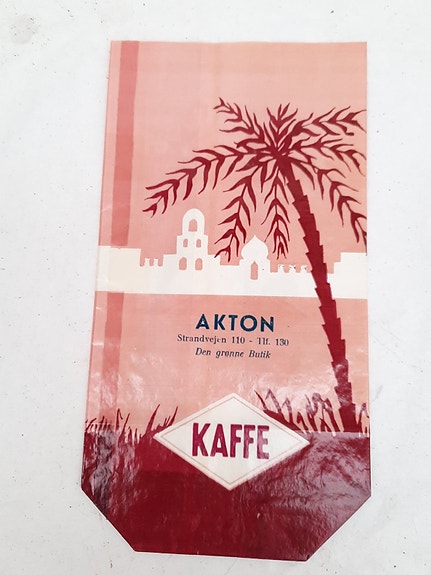 AKTON
Strandvejen 110 - Tlf. 130
Den grønne Butik
KAFFE